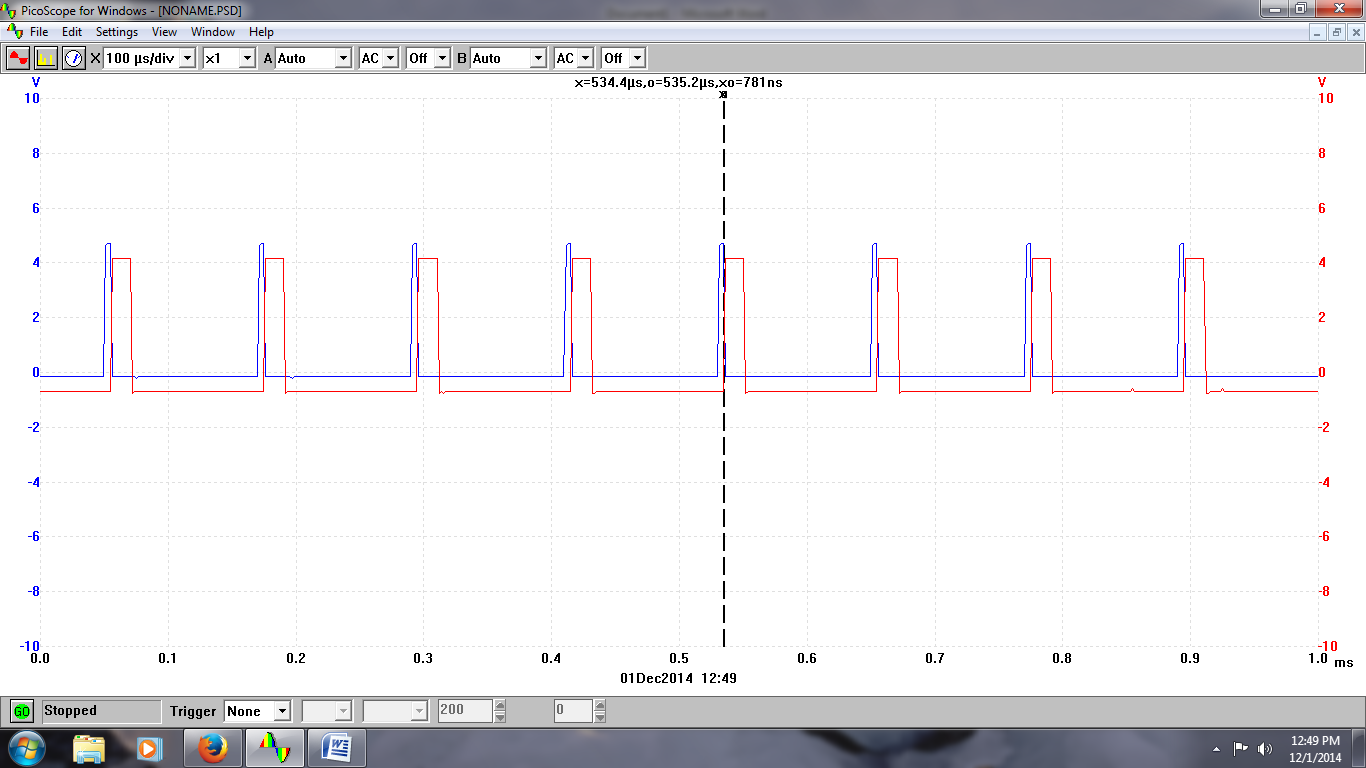 PicoScope for Windows - [NONAME.PSD]
File Edit Settings View Window Help
X 100 µs/div x1 A Auto AC Off B Auto AC Off
x=534.4µs,o=535.2µs,xo=781ns
V V
10 10
8 8
6 6
4 4
2 2
0 0
-2 -2
-4 -4
-6 -6
-8 -8
-10 -10
0.0 0.1 0.2 0.3 0.4 0.5 0.6 0.7 0.8 0.9 1.0 ms
01Dec2014 12:49
GO Stopped Trigger None 200 0
12:49 PM
12/1/2014